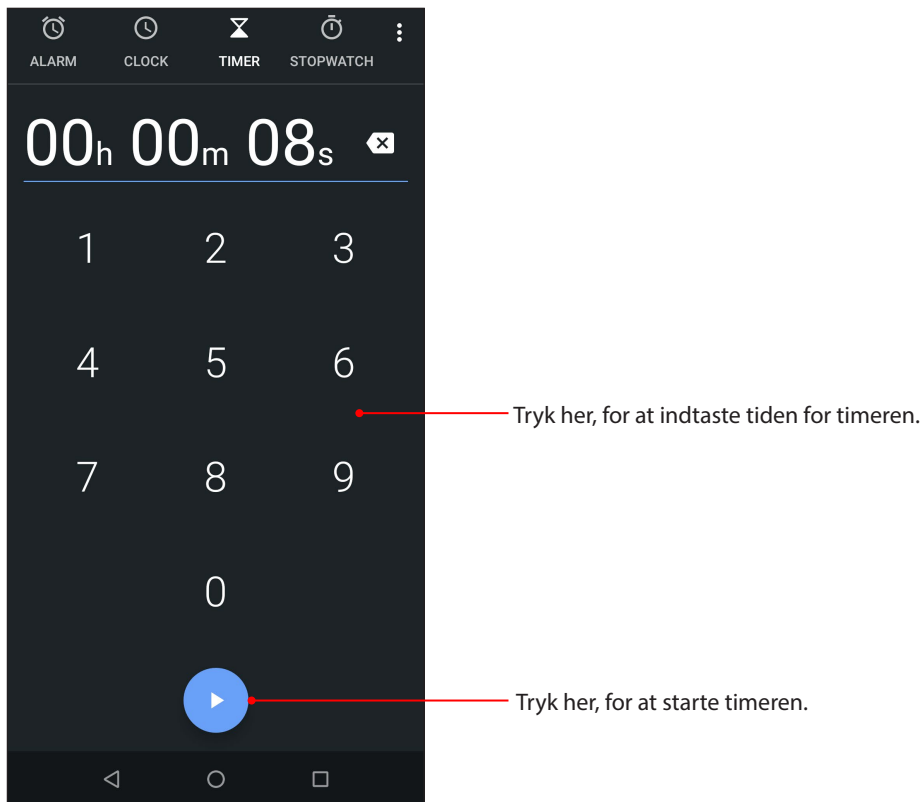 ALARM CLOCK TIMER STOPWATCH
00h 00m 08s
1 2 3
4 5 6
Tryk her, for at indtaste tiden for timeren.
7 8 9
0
Tryk her, for at starte timeren.